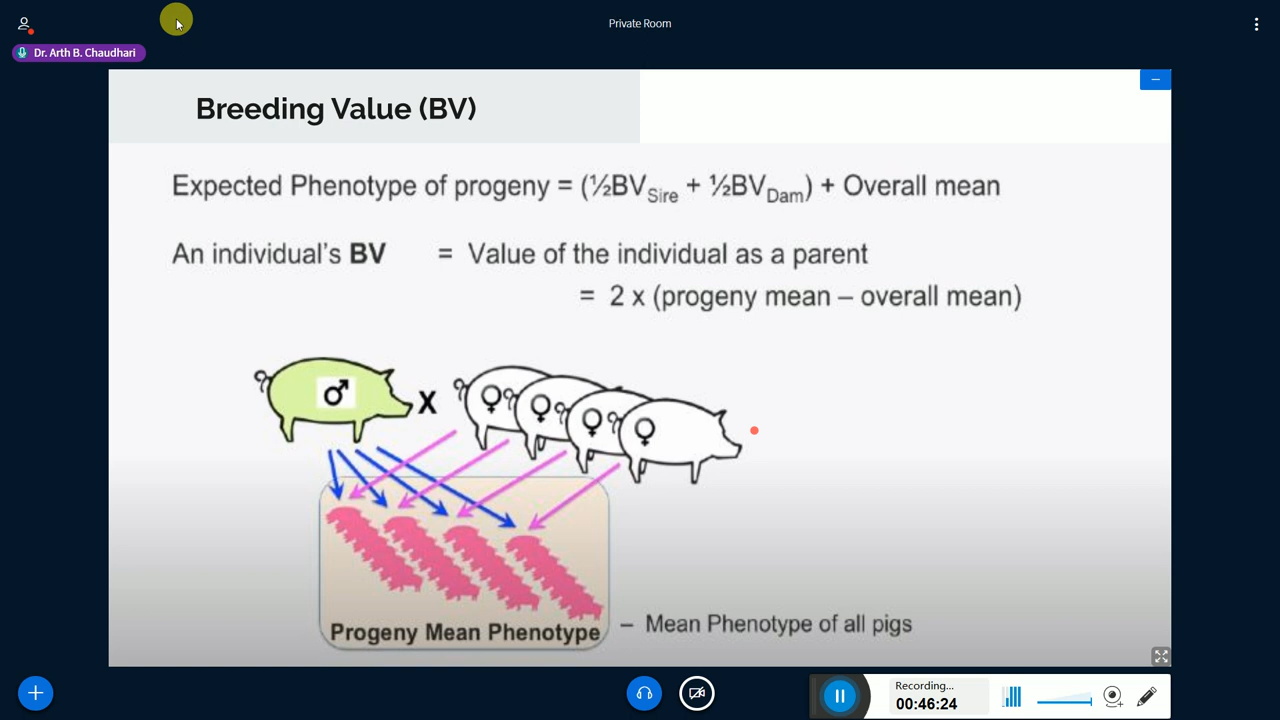 Private Room
Dr. Arth B. Chaudhari
Breeding Value (BV)
Expected Phenotype of progeny = (½BVSire + ½BVDam) + Overall mean
An individual's BV = Value of the individual as a parent
= 2 x (progeny mean – overall mean)
♂ X ♀ ♀ ♀ ♀
Progeny Mean Phenotype – Mean Phenotype of all pigs
Recording...
00:46:24